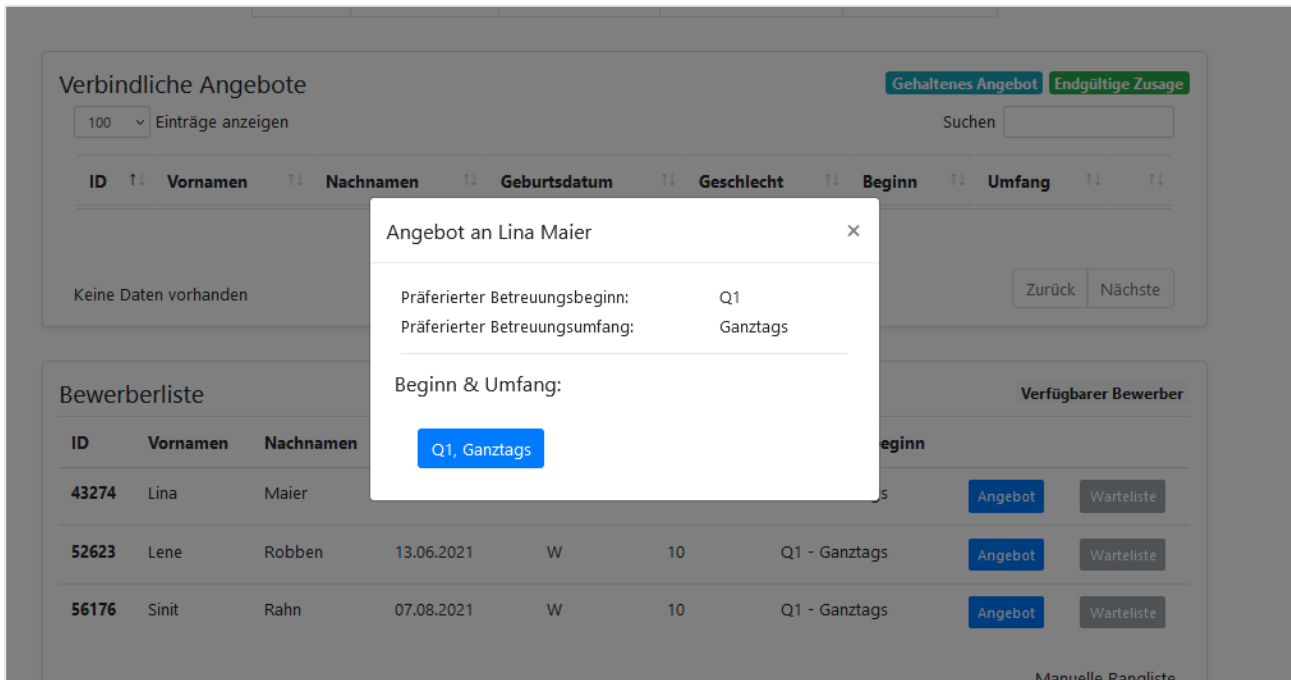 Verbindliche Angebote
Gehaltenes Angebot Endgültige Zusage
100 Einträge anzeigen
Suchen
ID Vornamen Nachnamen Geburtsdatum Geschlecht Beginn Umfang
Angebot an Lina Maier ×
Präferierter Betreuungsbeginn: Q1
Präferierter Betreuungsumfang: Ganztags
Beginn & Umfang:
Q1, Ganztags
Keine Daten vorhanden
Zurück Nächste
Bewerberliste
Verfügbarer Bewerber
ID Vornamen Nachnamen
43274 Lina Maier Angebot Warteliste
52623 Lene Robben 13.06.2021 W 10 Q1 - Ganztags Angebot Warteliste
56176 Sinit Rahn 07.08.2021 W 10 Q1 - Ganztags Angebot Warteliste
Manuelle Rangliste